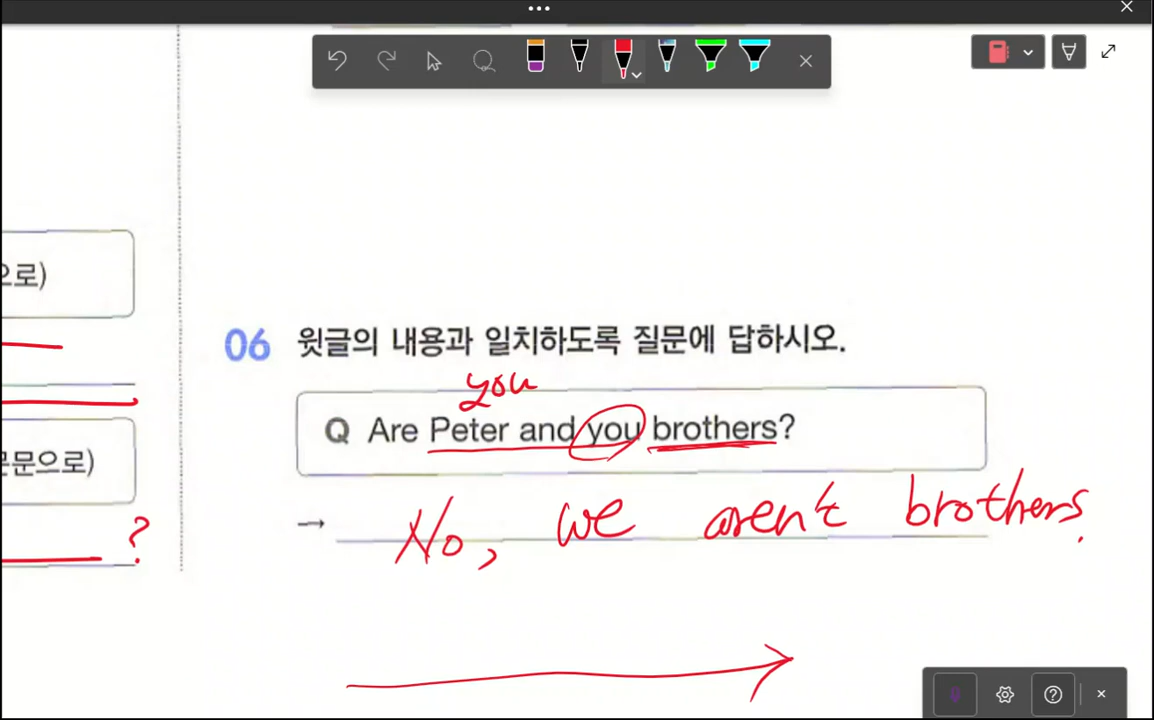 으로)
06 윗글의 내용과 일치하도록 질문에 답하시오.
you
Q Are Peter and you brothers?
문으로)
→ No, we aren't brothers.
?